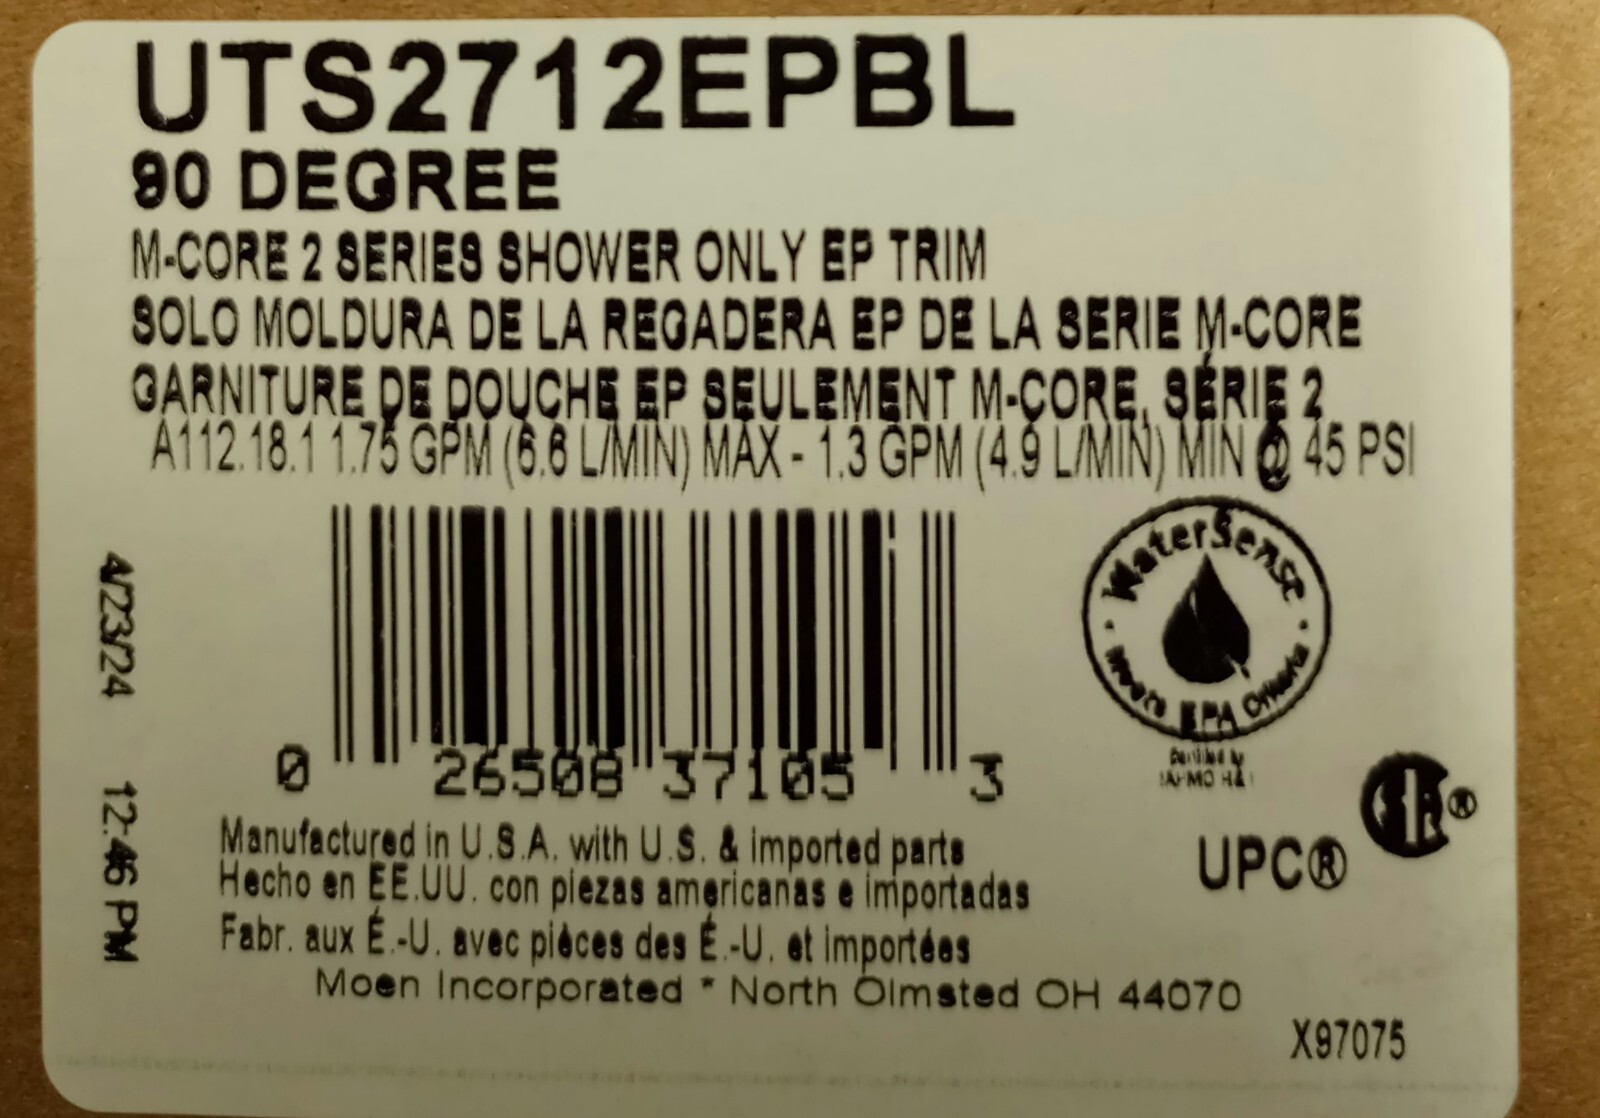 UTS2712EPBL
90 DEGREE
M-CORE 2 SERIES SHOWER ONLY EP TRIM
SOLO MOLDURA DE LA REGADERA EP DE LA SERIE M-CORE
GARNITURE DE DOUCHE EP SEULEMENT M-CORE, SÉRIE 2
A112.18.1 1.75 GPM (6.6 L/MIN) MAX - 1.3 GPM (4.9 L/MIN) MIN @ 45 PSI
WaterSense
meets EPA Criteria
Certified by
IAPMO R&T
4/23/24 12:46 PM
0 26508 37105 3
UPC®
®
Manufactured in U.S.A. with U.S. & imported parts
Hecho en EE.UU. con piezas americanas e importadas
Fabr. aux É.-U. avec pièces des É.-U. et importées
Moen Incorporated * North Olmsted OH 44070
X97075